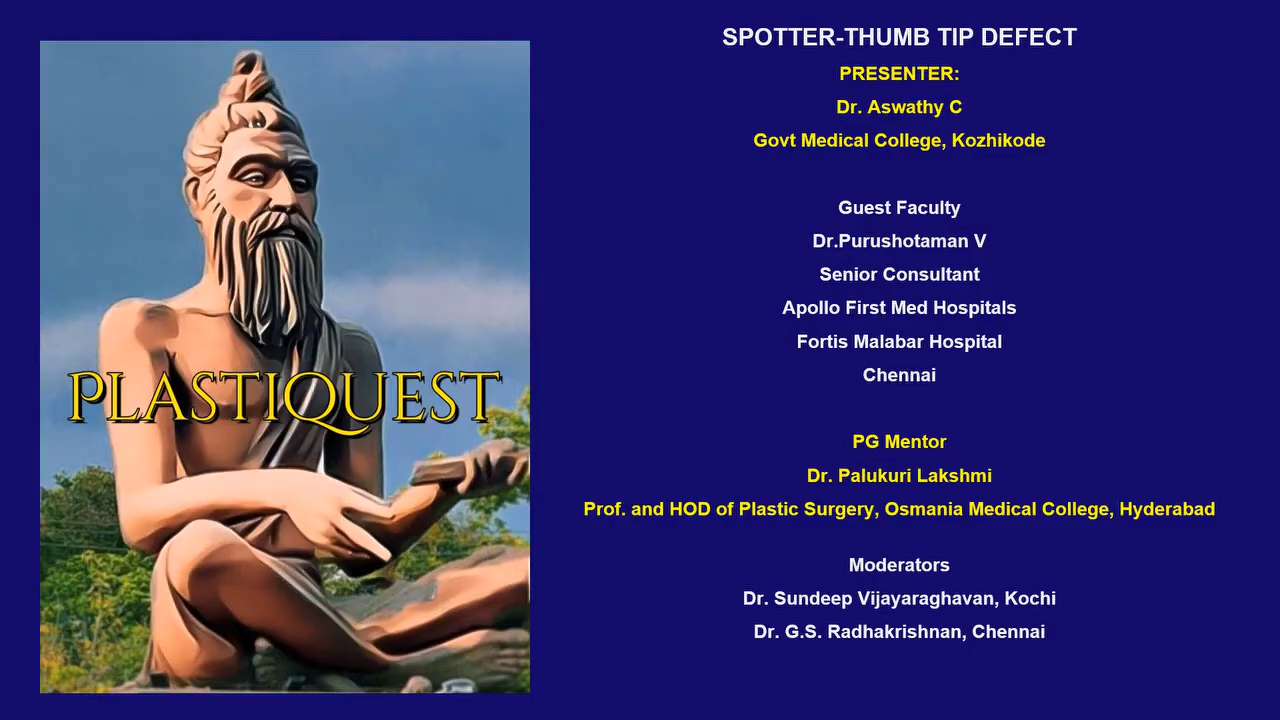 PLASTIQUEST
SPOTTER-THUMB TIP DEFECT
PRESENTER:
Dr. Aswathy C
Govt Medical College, Kozhikode
Guest Faculty
Dr.Purushotaman V
Senior Consultant
Apollo First Med Hospitals
Fortis Malabar Hospital
Chennai
PG Mentor
Dr. Palukuri Lakshmi
Prof. and HOD of Plastic Surgery, Osmania Medical College, Hyderabad
Moderators
Dr. Sundeep Vijayaraghavan, Kochi
Dr. G.S. Radhakrishnan, Chennai